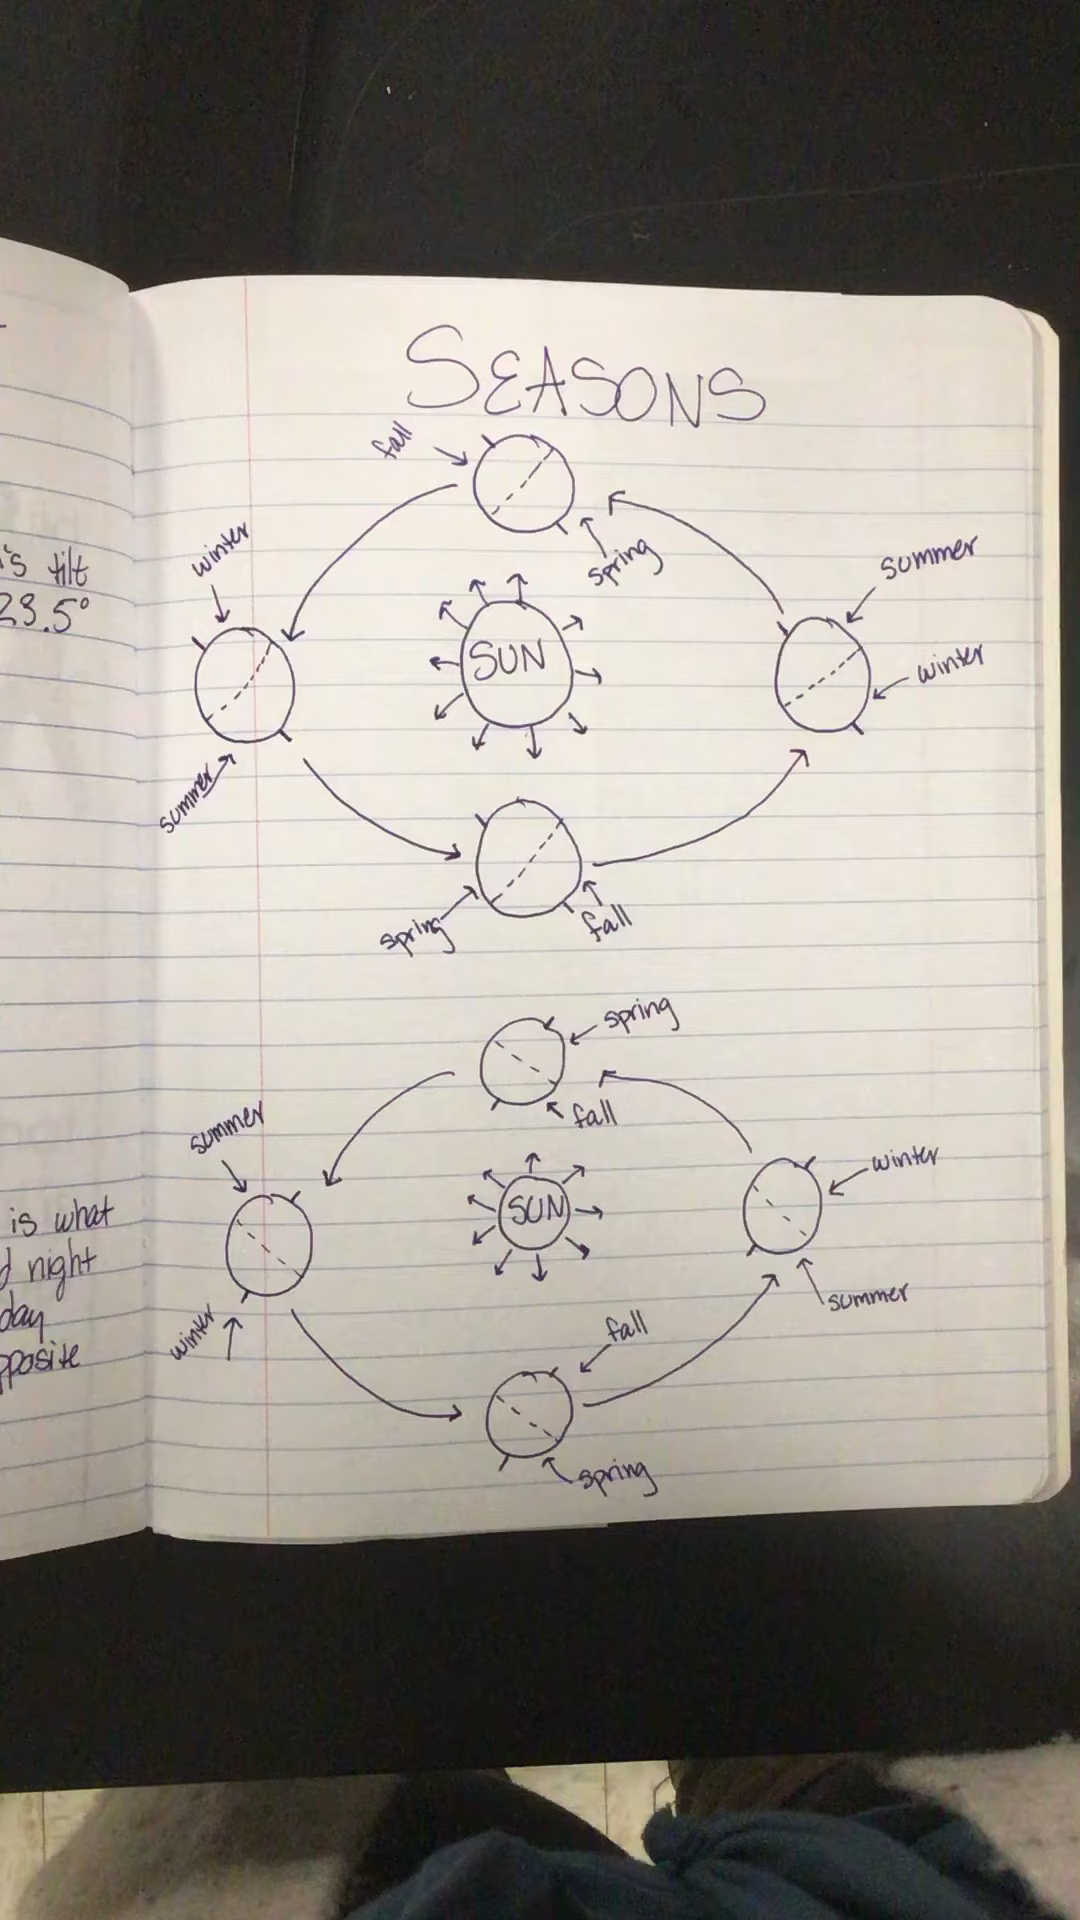 SEASONS
fall
spring
winter
summer
SUN
winter
summer
spring
fall
's tilt
23.5°
spring
fall
summer
winter
SUN
summer
winter
fall
spring
is what
night
day
pposite